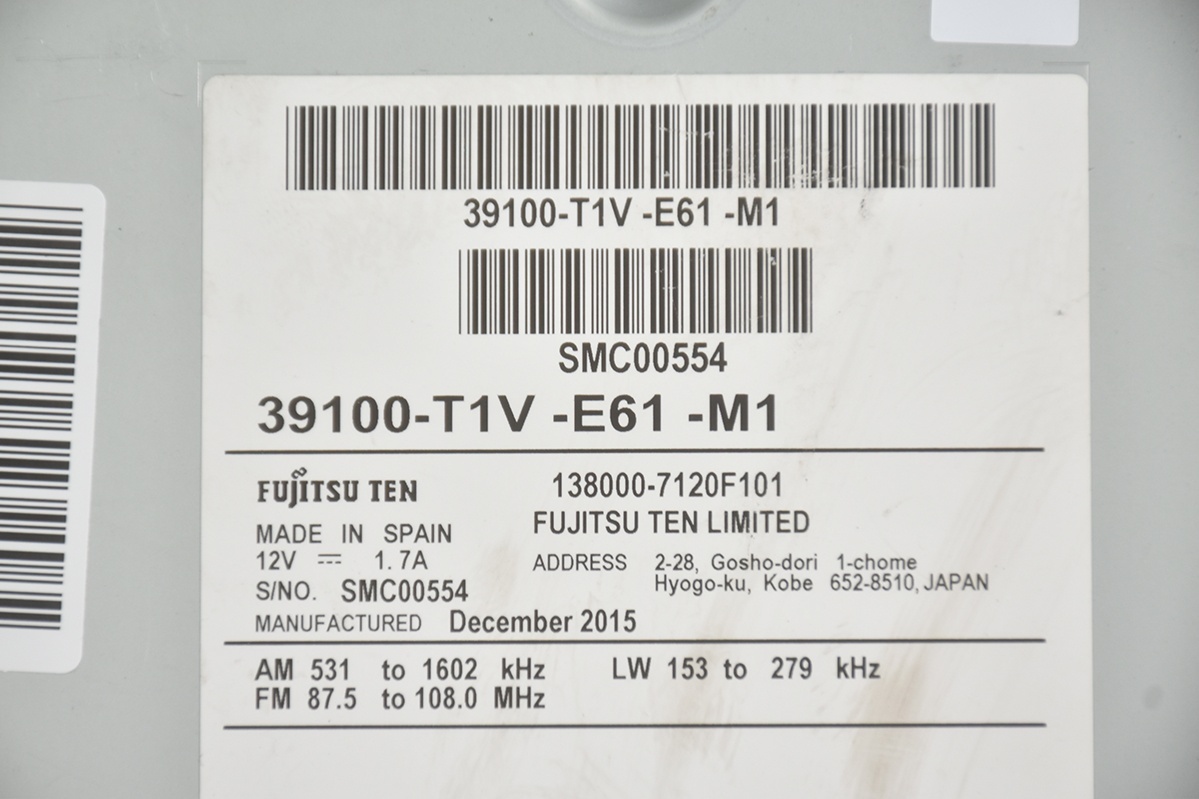 39100-T1V -E61 -M1
SMC00554
39100-T1V -E61 -M1
FUJITSU TEN 138000-7120F101
FUJITSU TEN LIMITED
MADE IN SPAIN
12V ⎓ 1.7A ADDRESS 2-28, Gosho-dori 1-chome
Hyogo-ku, Kobe 652-8510, JAPAN
S/NO. SMC00554
MANUFACTURED December 2015
AM 531 to 1602 kHz LW 153 to 279 kHz
FM 87.5 to 108.0 MHz